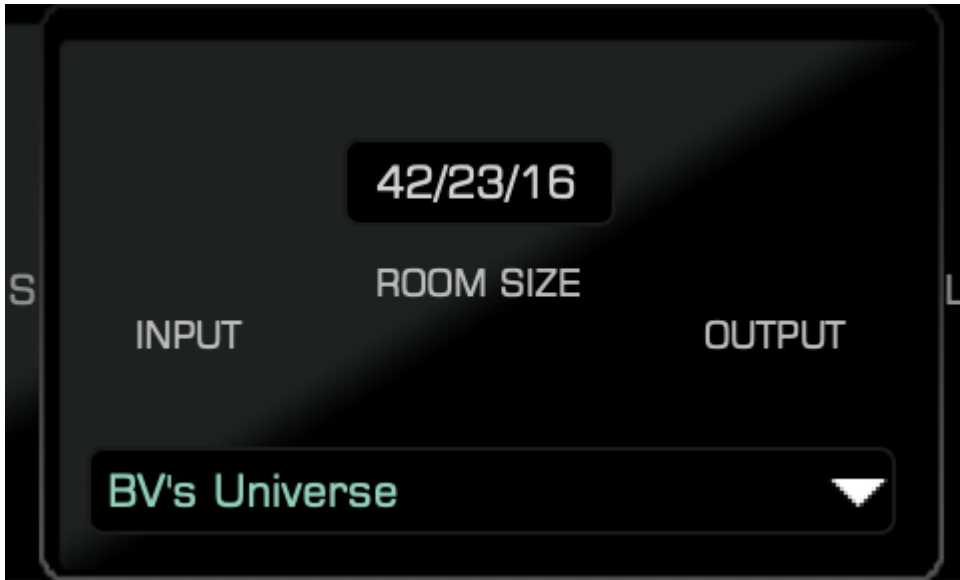 42/23/16
ROOM SIZE
S
L
INPUT
OUTPUT
BV's Universe